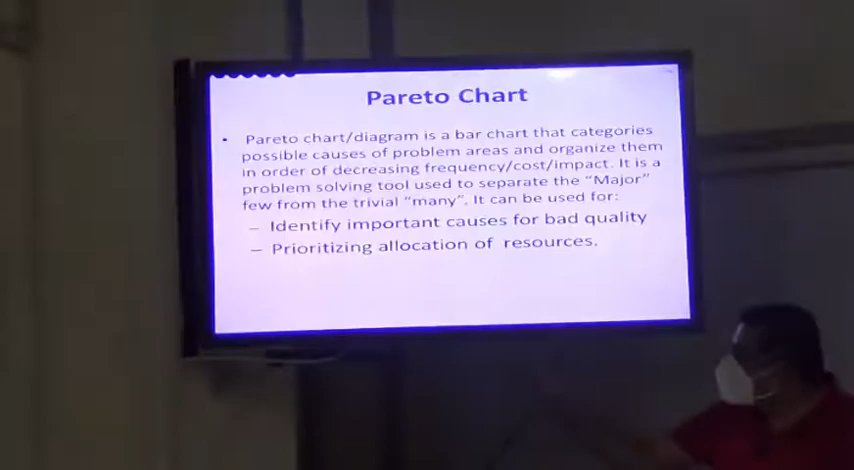 Pareto Chart
• Pareto chart/diagram is a bar chart that categories
possible causes of problem areas and organize them
in order of decreasing frequency/cost/impact. It is a
problem solving tool used to separate the “Major”
few from the trivial “many”. It can be used for:
– Identify important causes for bad quality
– Prioritizing allocation of resources.